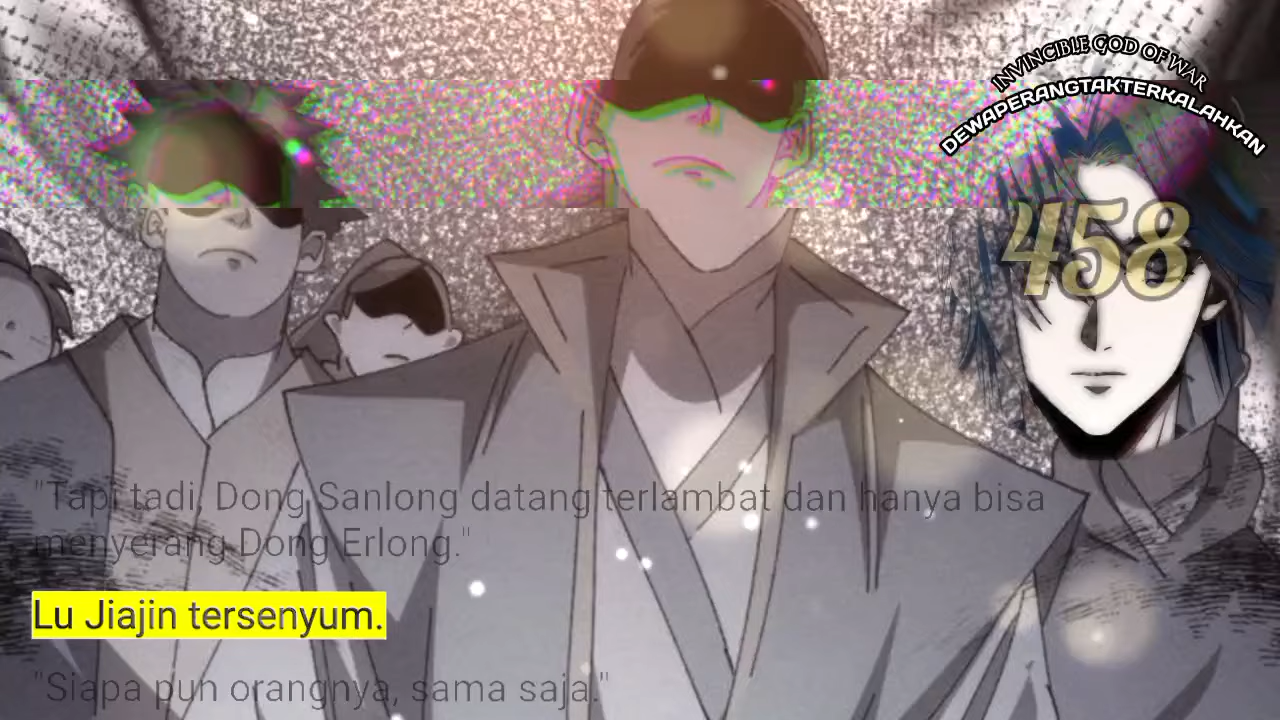 INVINCIBLE GOD OF WAR
DEWAPERANGTAKTERKALAHKAN
458
"Tapi tadi, Dong Sanlong datang terlambat dan hanya bisa
menyerang Dong Erlong."
Lu Jiajin tersenyum.
"Siapa pun orangnya, sama saja."